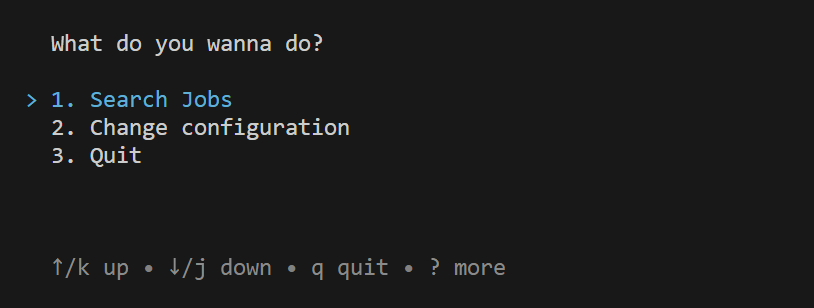 What do you wanna do?
> 1. Search Jobs
2. Change configuration
3. Quit
↑/k up • ↓/j down • q quit • ? more